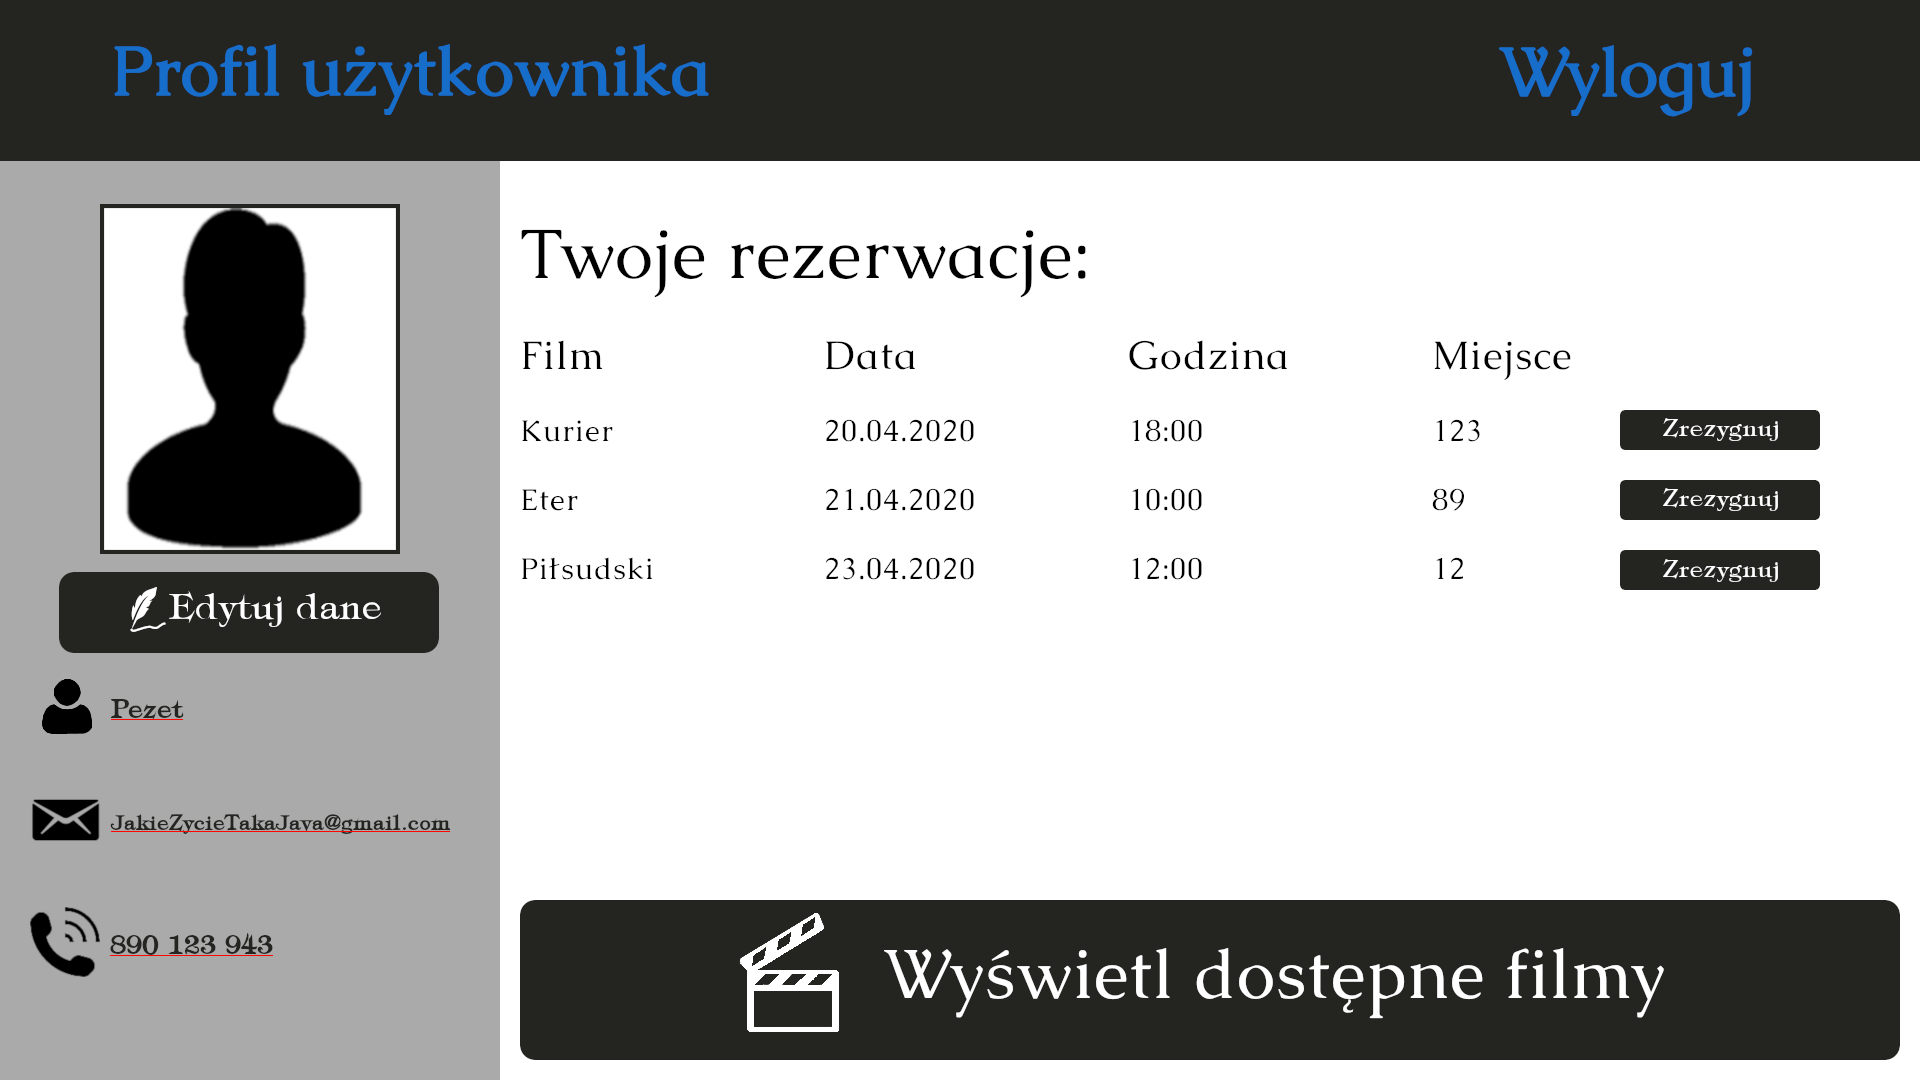 Profil użytkownika
Wyloguj
Edytuj dane
Pezet
JakieZycieTakaJava@gmail.com
890 123 943
Twoje rezerwacje:
Film Data Godzina Miejsce
Kurier 20.04.2020 18:00 123 Zrezygnuj
Eter 21.04.2020 10:00 89 Zrezygnuj
Piłsudski 23.04.2020 12:00 12 Zrezygnuj
Wyświetl dostępne filmy